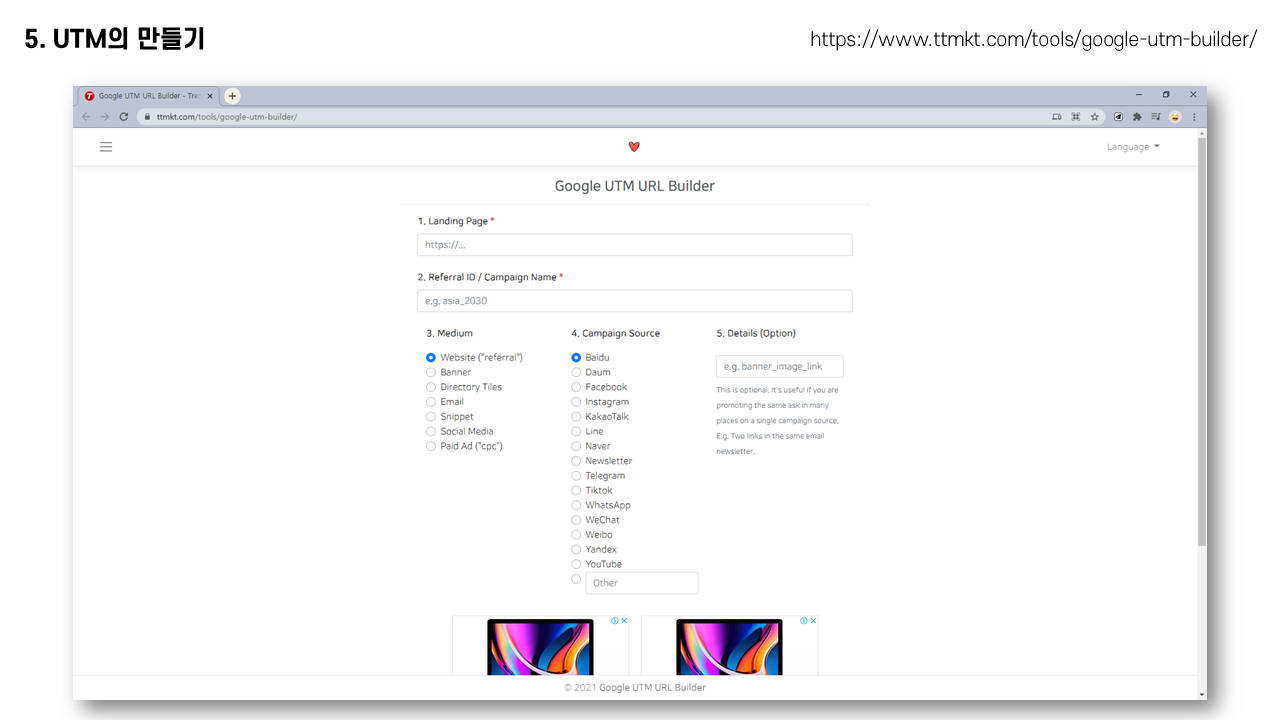 5. UTM의 만들기
https://www.ttmkt.com/tools/google-utm-builder/
Google UTM URL Builder - Tre
ttmkt.com/tools/google-utm-builder/
Language
Google UTM URL Builder
1. Landing Page *
https://...
2. Referral ID / Campaign Name *
e.g. asia_2030
3. Medium
Website ("referral")
Banner
Directory Tiles
Email
Snippet
Social Media
Paid Ad ("cpc")
4. Campaign Source
Baidu
Daum
Facebook
Instagram
KakaoTalk
Line
Naver
Newsletter
Telegram
Tiktok
WhatsApp
WeChat
Weibo
Yandex
YouTube
Other
5. Details (Option)
e.g. banner_image_link
This is optional. It's useful if you are
promoting the same ask in many
places on a single campaign source.
E.g. Two links in the same email
newsletter.
© 2021 Google UTM URL Builder